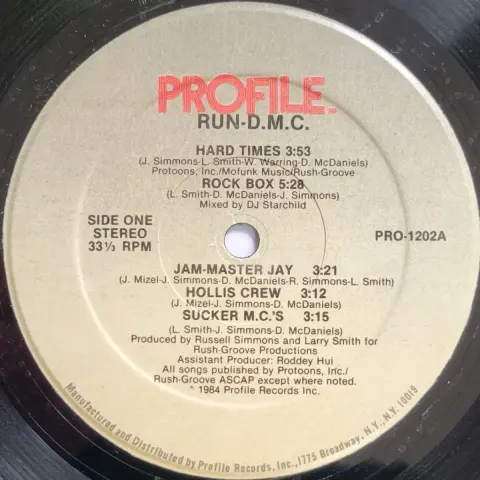 PROFILE
RUN-D.M.C.
HARD TIMES 3:53
(J. Simmons-L. Smith-W. Warring-D. McDaniels)
Protoons, Inc./Mofunk Music/Rush-Groove
ROCK BOX 5:28
(L. Smith-D. McDaniels-J. Simmons)
Mixed by DJ Starchild
SIDE ONE
STEREO
33⅓ RPM
PRO-1202A
JAM-MASTER JAY 3:21
(J. Mizel-J. Simmons-D. McDaniels-R. Simmons-L. Smith)
HOLLIS CREW 3:12
(J. Mizel-J. Simmons-D. McDaniels)
SUCKER M.C.'S 3:15
(L. Smith-J. Simmons-D. McDaniels)
Produced by Russell Simmons and Larry Smith for
Rush-Groove Productions
Assistant Producer: Roddey Hui
All songs published by Protoons, Inc./
Rush-Groove ASCAP except where noted.
1984 Profile Records Inc.
Manufactured and Distributed by Profile Records, Inc., 1775 Broadway, N.Y., N.Y. 10019